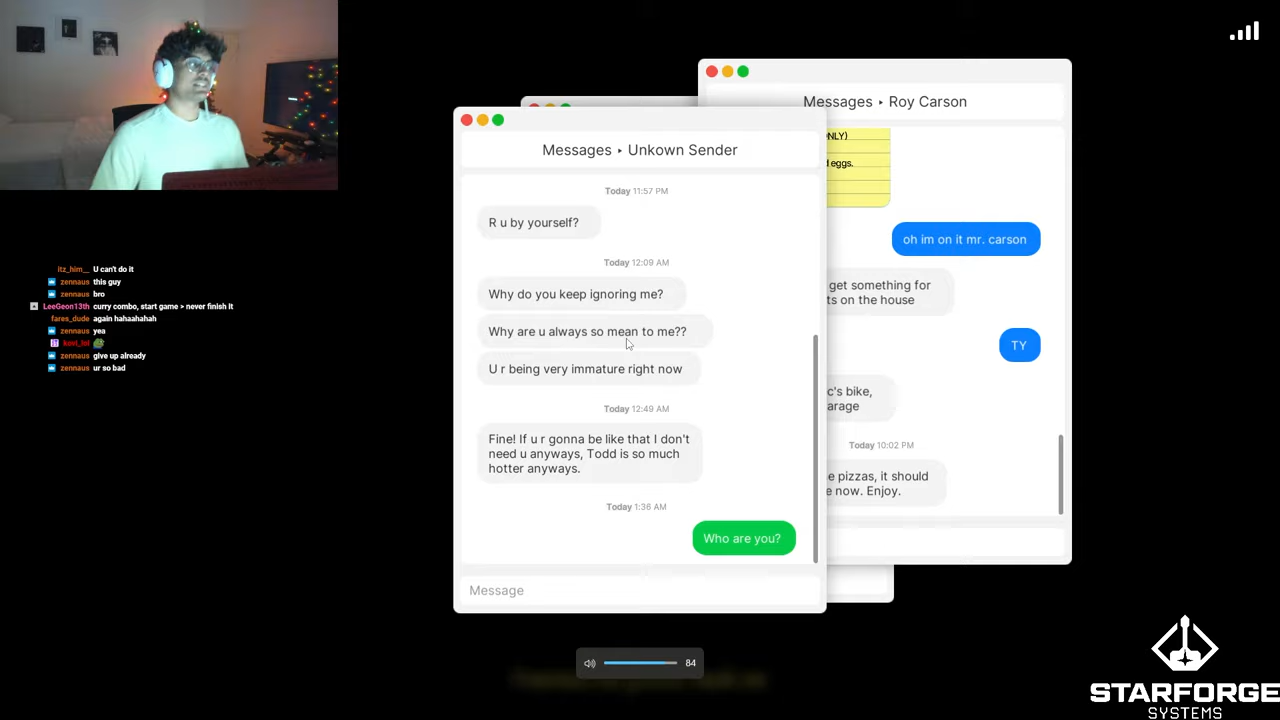 Messages ‣ Roy Carson
NLY)
d eggs.
oh im on it mr. carson
get something for
ts on the house
TY
c's bike,
arage
Today 10:02 PM
e pizzas, it should
e now. Enjoy.
Messages ‣ Unkown Sender
Today 11:57 PM
R u by yourself?
Today 12:09 AM
Why do you keep ignoring me?
Why are u always so mean to me??
U r being very immature right now
Today 12:49 AM
Fine! If u r gonna be like that I don't
need u anyways, Todd is so much
hotter anyways.
Today 1:36 AM
Who are you?
Message
itz_him__ U can't do it
zennaus this guy
zennaus bro
LeeGeon13th curry combo, start game > never finish it
fares_dude again hahaahahah
zennaus yea
zennaus give up already
zennaus ur so bad
84
STARFORGE
SYSTEMS